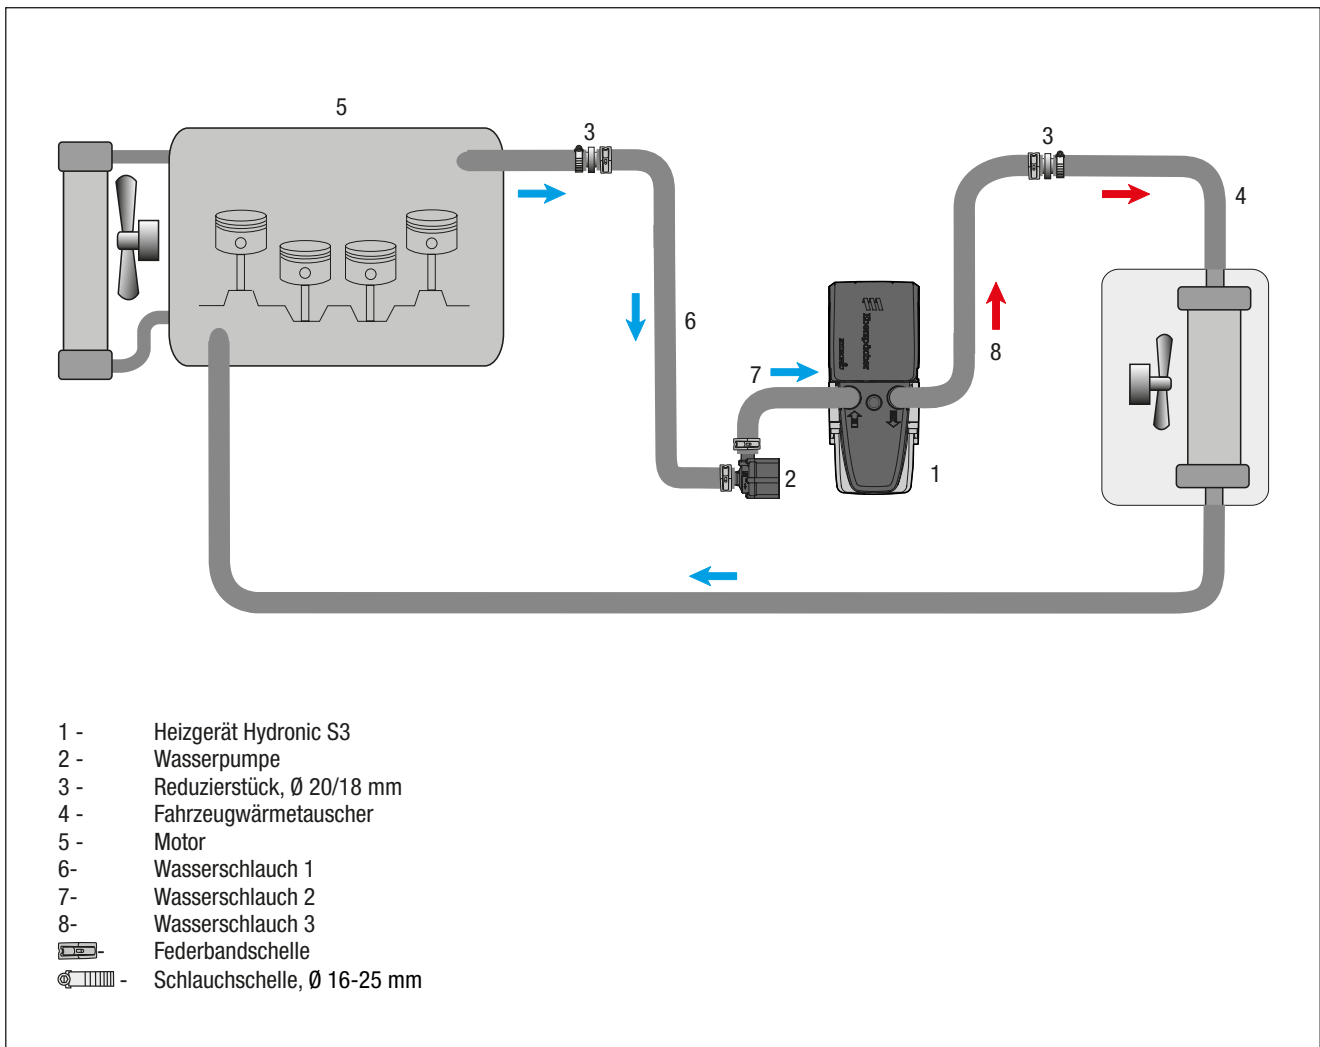 5
3
3
4
6
8
7
Eberspächer
2
1
1 - Heizgerät Hydronic S3
2 - Wasserpumpe
3 - Reduzierstück, Ø 20/18 mm
4 - Fahrzeugwärmetauscher
5 - Motor
6- Wasserschlauch 1
7- Wasserschlauch 2
8- Wasserschlauch 3
- Federbandschelle
- Schlauchschelle, Ø 16-25 mm